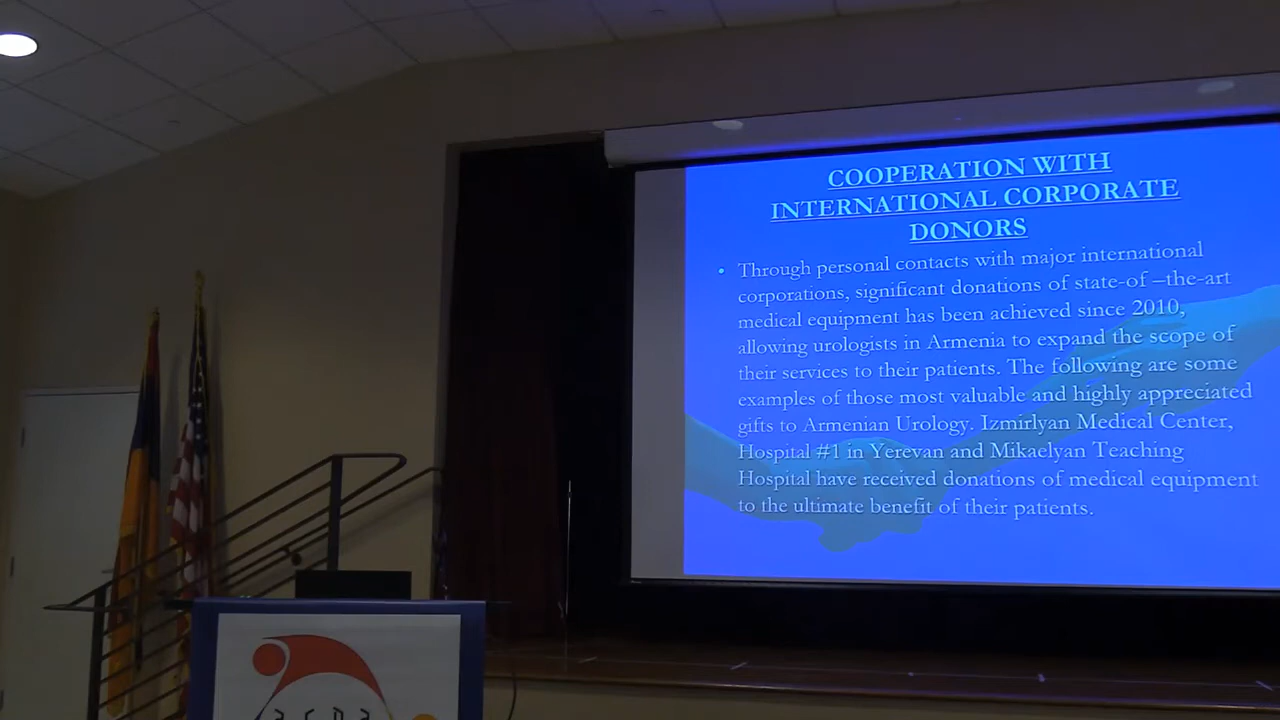 COOPERATION WITH
INTERNATIONAL CORPORATE
DONORS
• Through personal contacts with major international
corporations, significant donations of state-of –the-art
medical equipment has been achieved since 2010,
allowing urologists in Armenia to expand the scope of
their services to their patients. The following are some
examples of those most valuable and highly appreciated
gifts to Armenian Urology. Izmirlyan Medical Center,
Hospital #1 in Yerevan and Mikaelyan Teaching
Hospital have received donations of medical equipment
to the ultimate benefit of their patients.